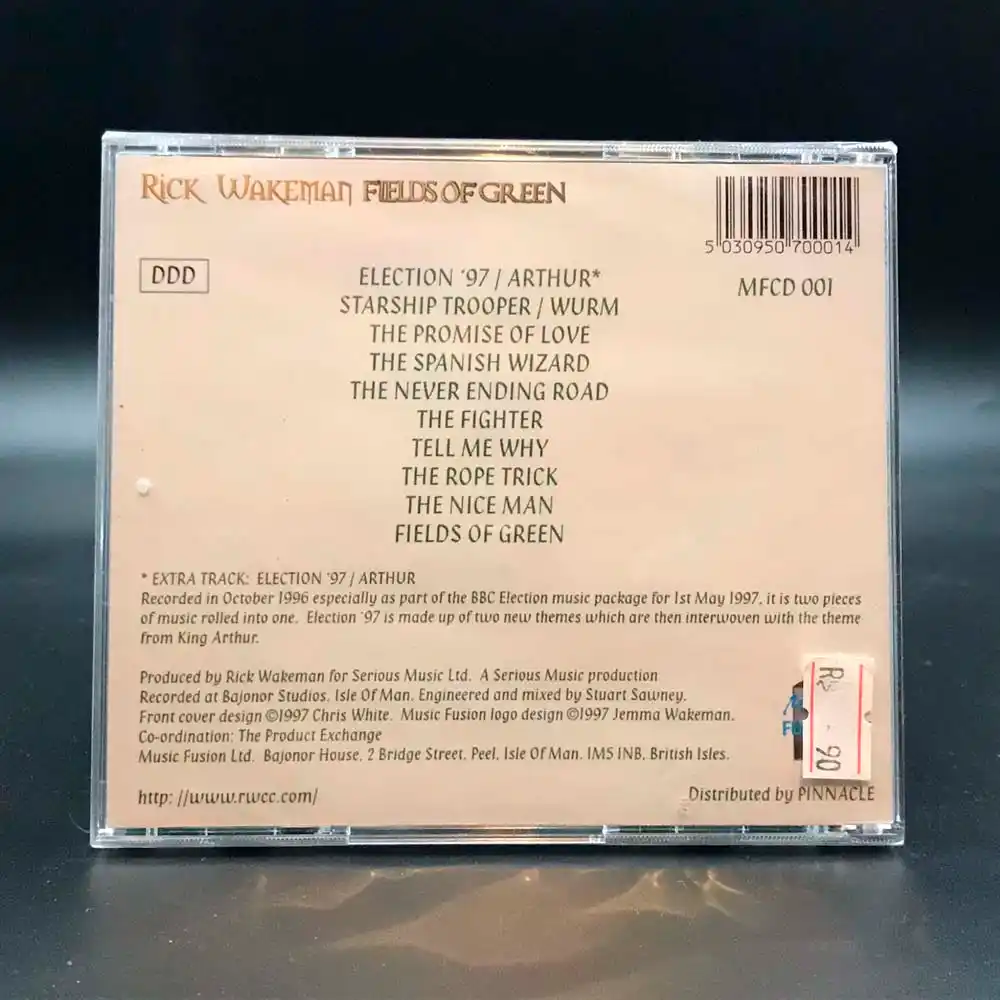 RICK WAKEMAN FIELDS OF GREEN
5 030950 700014
DDD
MFCD 001
ELECTION '97 / ARTHUR*
STARSHIP TROOPER / WURM
THE PROMISE OF LOVE
THE SPANISH WIZARD
THE NEVER ENDING ROAD
THE FIGHTER
TELL ME WHY
THE ROPE TRICK
THE NICE MAN
FIELDS OF GREEN
* EXTRA TRACK: ELECTION '97 / ARTHUR
Recorded in October 1996 especially as part of the BBC Election music package for 1st May 1997, it is two pieces
of music rolled into one. Election '97 is made up of two new themes which are then interwoven with the theme
from King Arthur.
Produced by Rick Wakeman for Serious Music Ltd. A Serious Music production
Recorded at Bajonor Studios, Isle Of Man. Engineered and mixed by Stuart Sawney.
Front cover design ©1997 Chris White. Music Fusion logo design ©1997 Jemma Wakeman.
Co-ordination: The Product Exchange
Music Fusion Ltd. Bajonor House, 2 Bridge Street, Peel, Isle Of Man. IM5 1NB, British Isles.
90
http: //www.rwcc.com/
Distributed by PINNACLE